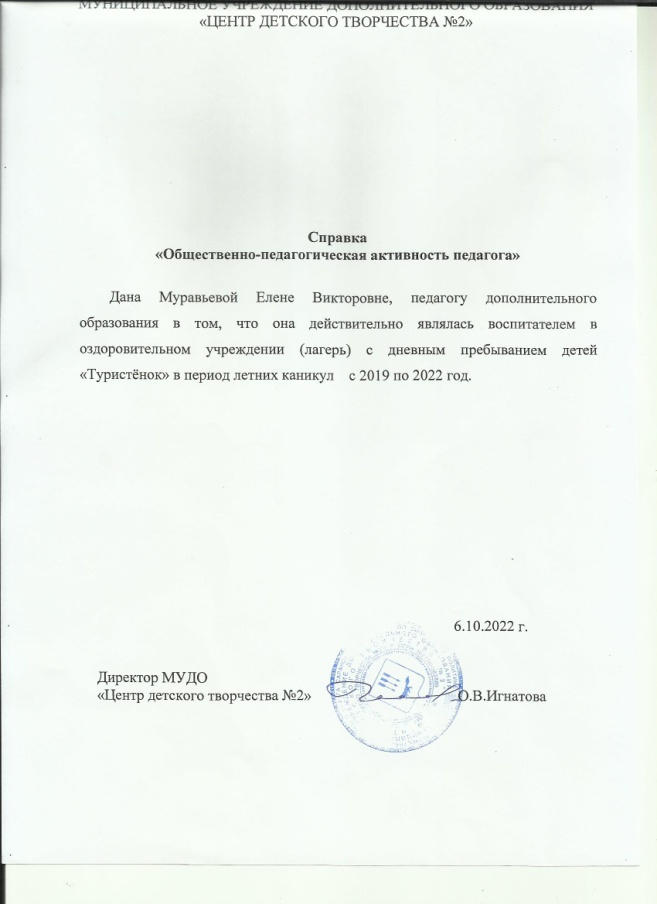 МУНИЦИПАЛЬНОЕ УЧРЕЖДЕНИЕ ДОПОЛНИТЕЛЬНОГО ОБРАЗОВАНИЯ
«ЦЕНТР ДЕТСКОГО ТВОРЧЕСТВА №2»
Справка
«Общественно-педагогическая активность педагога»
Дана Муравьевой Елене Викторовне, педагогу дополнительного
образования в том, что она действительно являлась воспитателем в
оздоровительном учреждении (лагерь) с дневным пребыванием детей
«Туристёнок» в период летних каникул с 2019 по 2022 год.
6.10.2022 г.
Директор МУДО
«Центр детского творчества №2» О.В.Игнатова